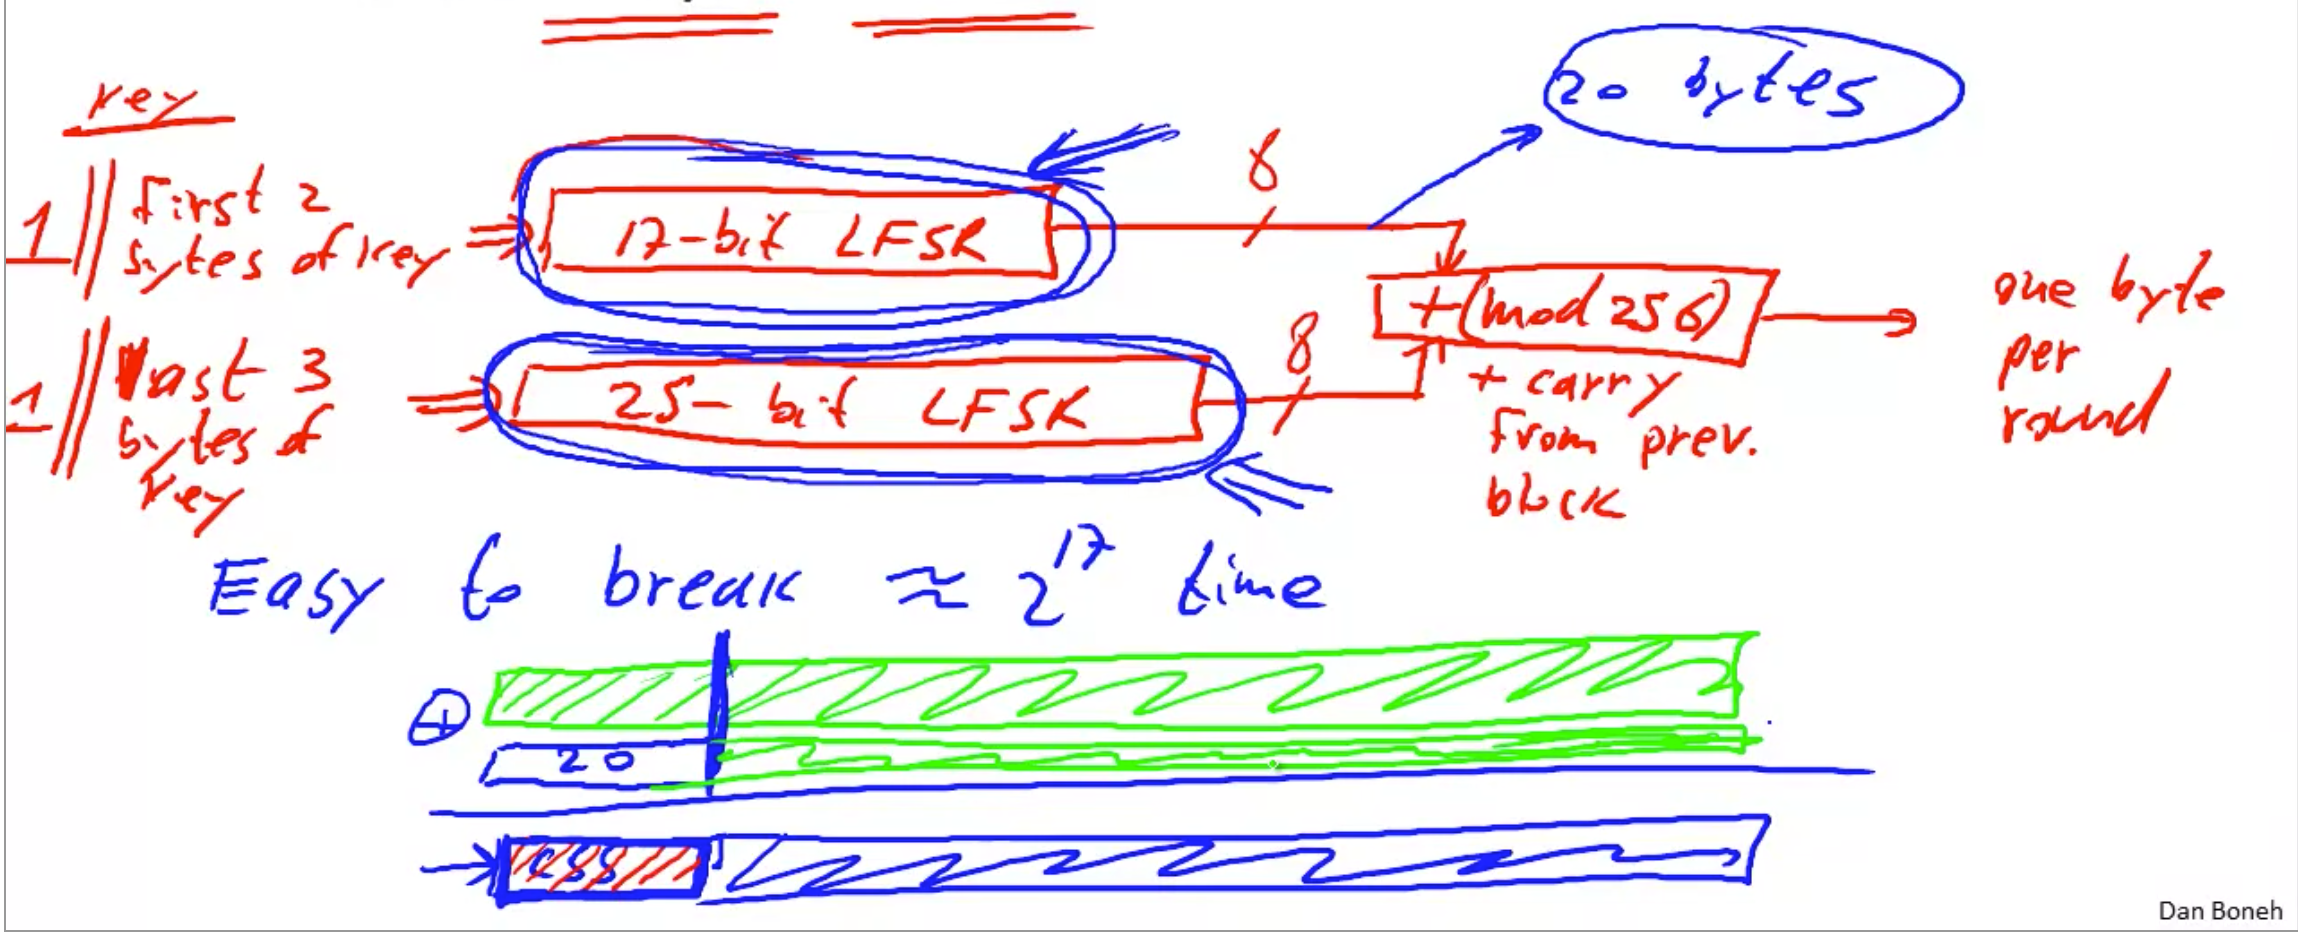 key
1 || first 2
bytes of key
17-bit LFSR
8
20 bytes
1 || last 3
bytes of
key
25-bit LFSR
8
+ (mod 256)
+ carry
from prev.
block
one byte
per
round
Easy to break ≈ 2^17 time
⊕
20
css
Dan Boneh